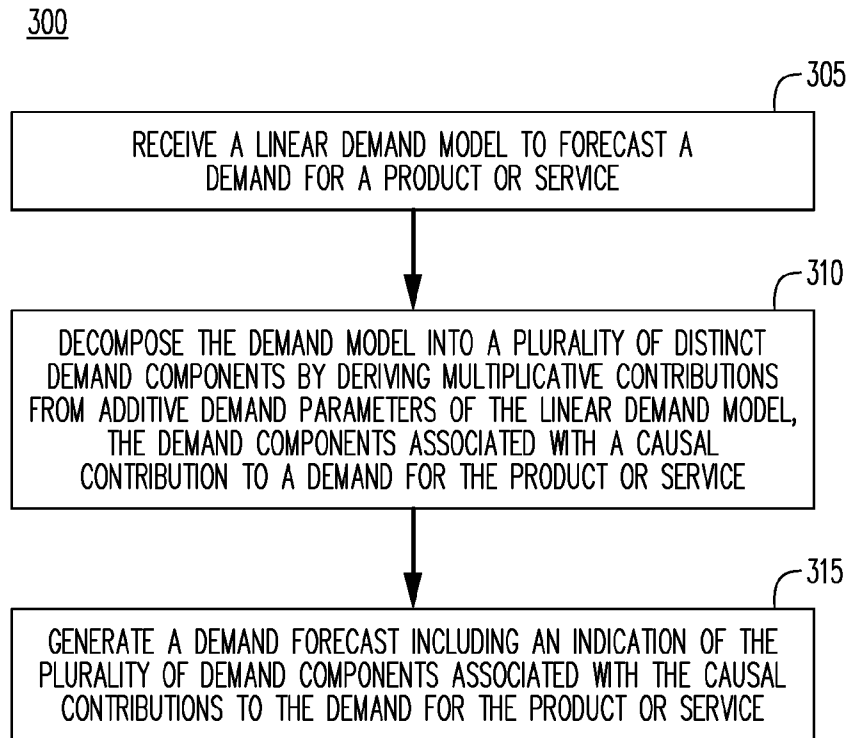 300
305
RECEIVE A LINEAR DEMAND MODEL TO FORECAST A
DEMAND FOR A PRODUCT OR SERVICE
310
DECOMPOSE THE DEMAND MODEL INTO A PLURALITY OF DISTINCT
DEMAND COMPONENTS BY DERIVING MULTIPLICATIVE CONTRIBUTIONS
FROM ADDITIVE DEMAND PARAMETERS OF THE LINEAR DEMAND MODEL,
THE DEMAND COMPONENTS ASSOCIATED WITH A CAUSAL
CONTRIBUTION TO A DEMAND FOR THE PRODUCT OR SERVICE
315
GENERATE A DEMAND FORECAST INCLUDING AN INDICATION OF THE
PLURALITY OF DEMAND COMPONENTS ASSOCIATED WITH THE CAUSAL
CONTRIBUTIONS TO THE DEMAND FOR THE PRODUCT OR SERVICE